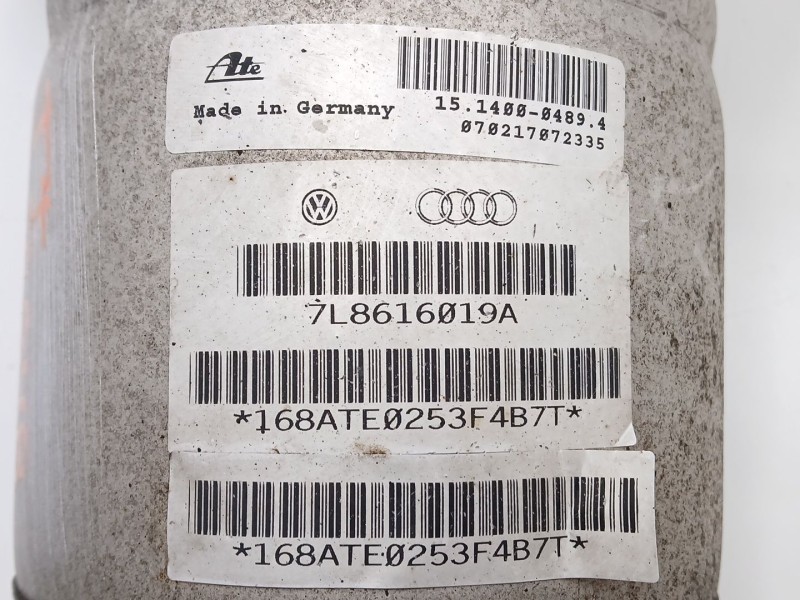 Ate
Made in Germany
15.1400-0489.4
070217072335
7L8616019A
*168ATE0253F4B7T*
*168ATE0253F4B7T*